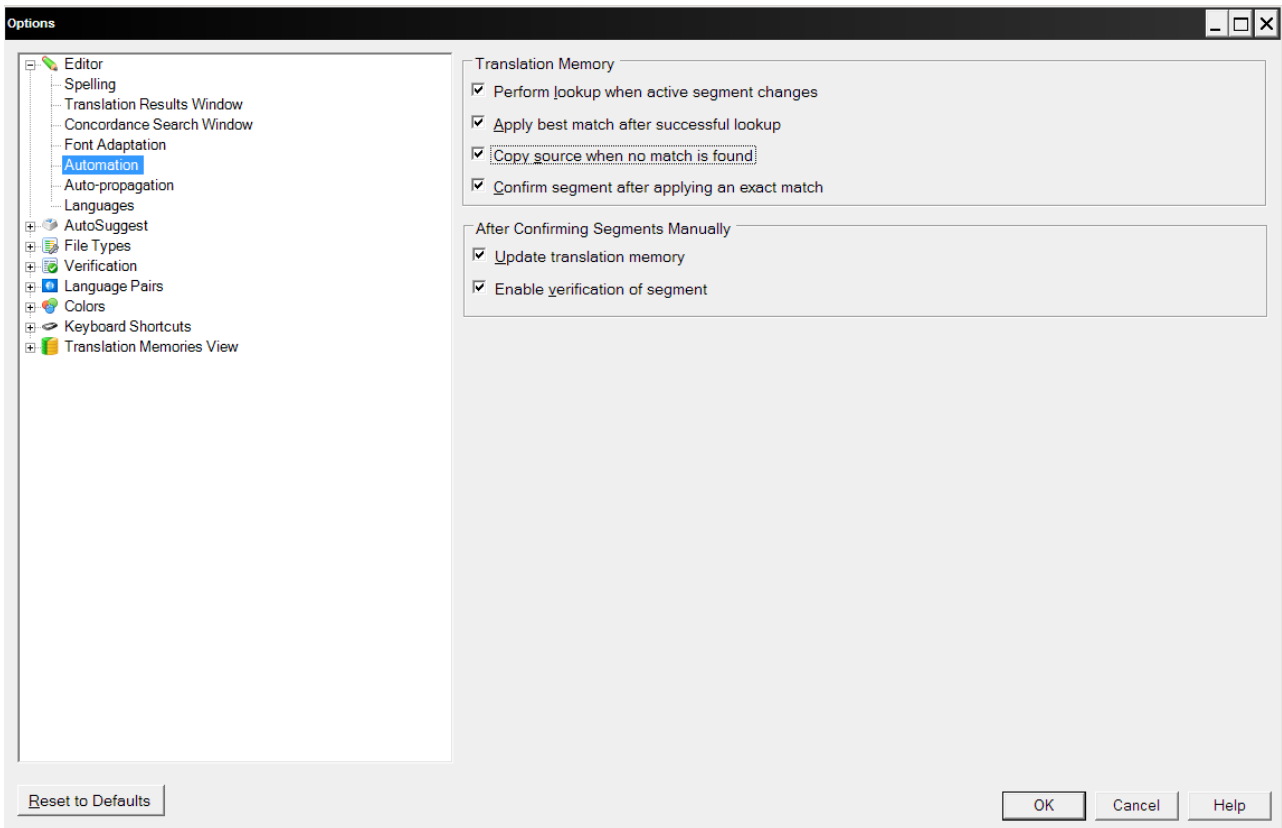 Options
Editor
Spelling
Translation Results Window
Concordance Search Window
Font Adaptation
Automation
Auto-propagation
Languages
AutoSuggest
File Types
Verification
Language Pairs
Colors
Keyboard Shortcuts
Translation Memories View
Translation Memory
Perform lookup when active segment changes
Apply best match after successful lookup
Copy source when no match is found
Confirm segment after applying an exact match
After Confirming Segments Manually
Update translation memory
Enable verification of segment
Reset to Defaults
OK
Cancel
Help